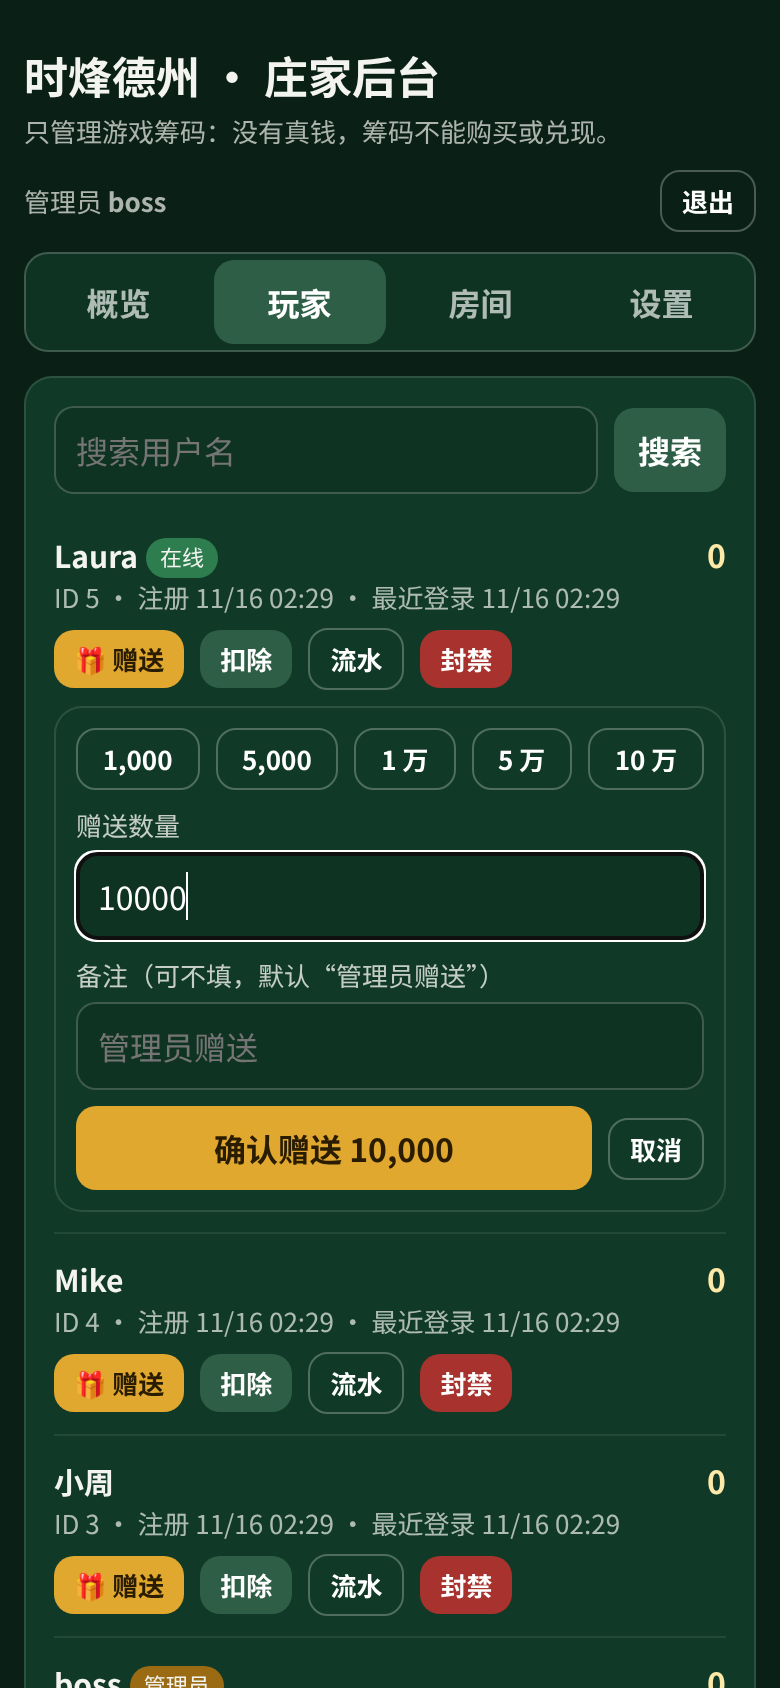 时烽德州 · 庄家后台
只管理游戏筹码：没有真钱，筹码不能购买或兑现。
管理员 boss
退出
概览 玩家 房间 设置
搜索用户名
搜索
Laura 在线 0
ID 5 · 注册 11/16 02:29 · 最近登录 11/16 02:29
🎁 赠送 扣除 流水 封禁
1,000 5,000 1 万 5 万 10 万
赠送数量
10000
备注（可不填，默认“管理员赠送”）
管理员赠送
确认赠送 10,000 取消
Mike 0
ID 4 · 注册 11/16 02:29 · 最近登录 11/16 02:29
🎁 赠送 扣除 流水 封禁
小周 0
ID 3 · 注册 11/16 02:29 · 最近登录 11/16 02:29
🎁 赠送 扣除 流水 封禁
boss 管理员 0